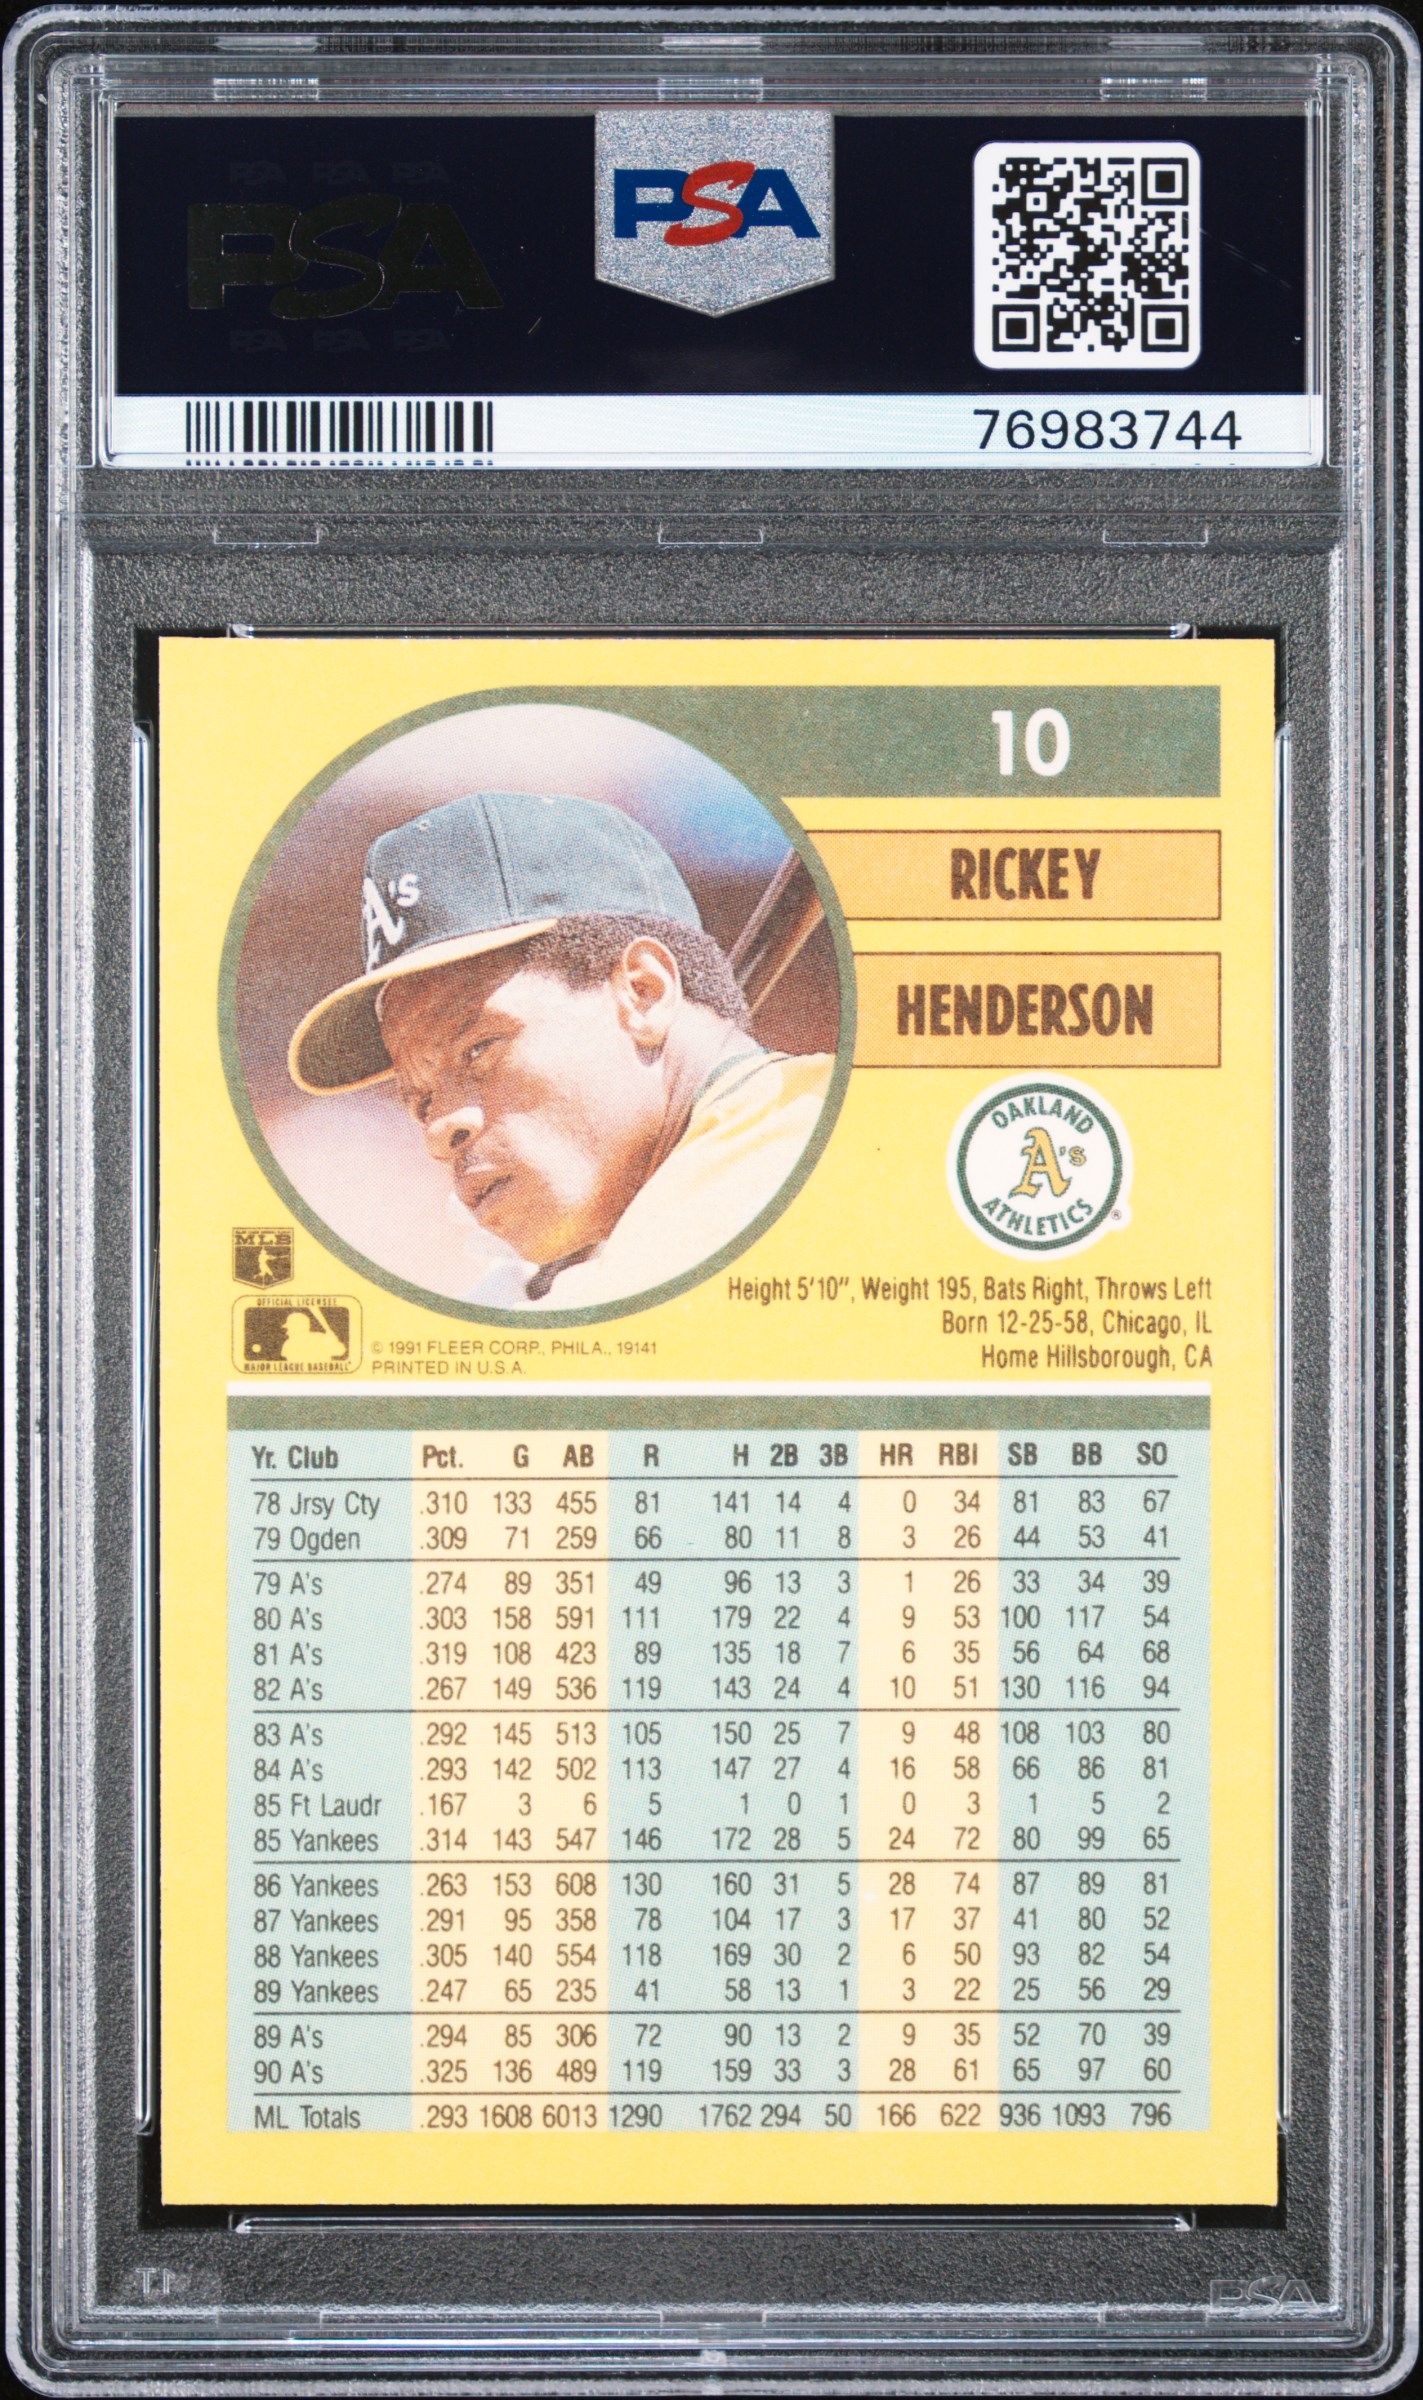 PSA PSA PSA
PSA
PSA PSA PSA
PSA
76983744
10
RICKEY
HENDERSON
A's
OAKLAND
A's
ATHLETICS
®
MLB
OFFICIAL LICENSEE
MAJOR LEAGUE BASEBALL
© 1991 FLEER CORP., PHILA., 19141
PRINTED IN U.S.A.
Height 5'10", Weight 195, Bats Right, Throws Left
Born 12-25-58, Chicago, IL
Home Hillsborough, CA
Yr. Club Pct. G AB R H 2B 3B HR RBI SB BB SO
78 Jrsy Cty .310 133 455 81 141 14 4 0 34 81 83 67
79 Ogden .309 71 259 66 80 11 8 3 26 44 53 41
79 A's .274 89 351 49 96 13 3 1 26 33 34 39
80 A's .303 158 591 111 179 22 4 9 53 100 117 54
81 A's .319 108 423 89 135 18 7 6 35 56 64 68
82 A's .267 149 536 119 143 24 4 10 51 130 116 94
83 A's .292 145 513 105 150 25 7 9 48 108 103 80
84 A's .293 142 502 113 147 27 4 16 58 66 86 81
85 Ft Laudr .167 3 6 5 1 0 1 0 3 1 5 2
85 Yankees .314 143 547 146 172 28 5 24 72 80 99 65
86 Yankees .263 153 608 130 160 31 5 28 74 87 89 81
87 Yankees .291 95 358 78 104 17 3 17 37 41 80 52
88 Yankees .305 140 554 118 169 30 2 6 50 93 82 54
89 Yankees .247 65 235 41 58 13 1 3 22 25 56 29
89 A's .294 85 306 72 90 13 2 9 35 52 70 39
90 A's .325 136 489 119 159 33 3 28 61 65 97 60
ML Totals .293 1608 6013 1290 1762 294 50 166 622 936 1093 796
PSA